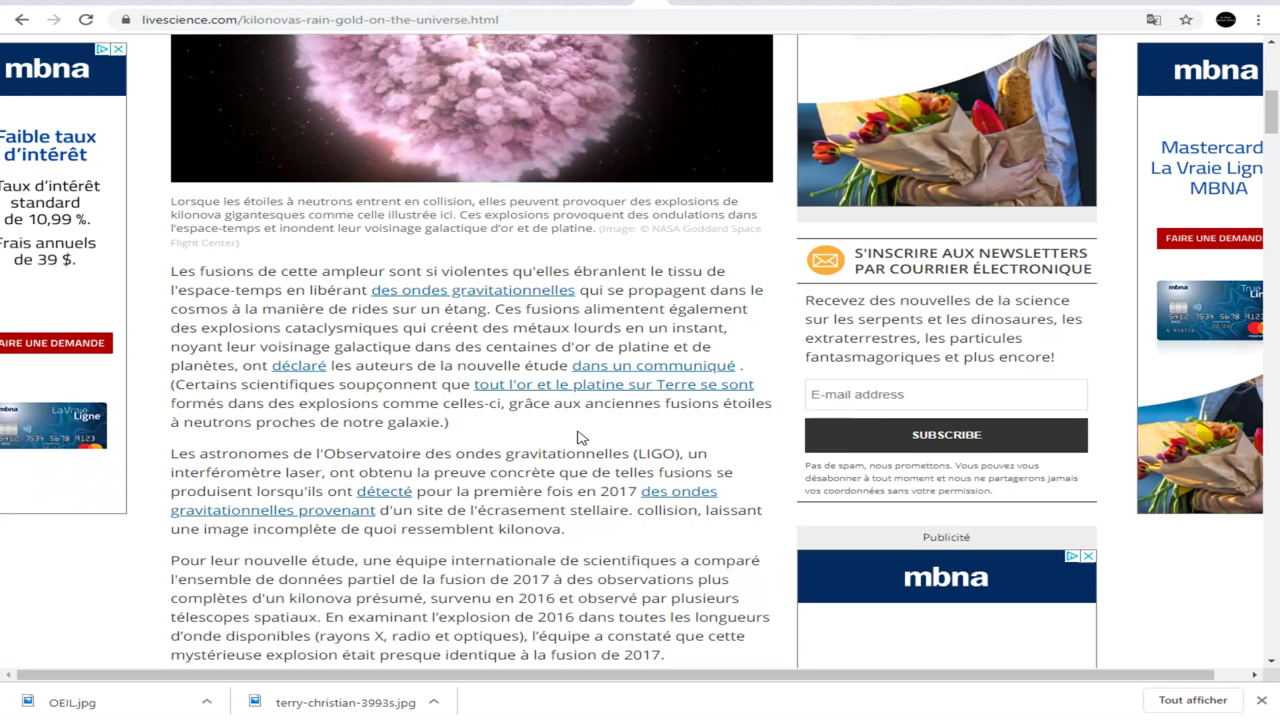 livescience.com/kilonovas-rain-gold-on-the-universe.html
mbna
Faible taux
d'intérêt
Taux d'intérêt
standard
de 10,99 %.
Frais annuels
de 39 $.
FAIRE UNE DEMANDE
La Vraie
Ligne
Lorsque les étoiles à neutrons entrent en collision, elles peuvent provoquer des explosions de
kilonova gigantesques comme celle illustrée ici. Ces explosions provoquent des ondulations dans
l'espace-temps et inondent leur voisinage galactique d'or et de platine. (Image: © NASA Goddard Space
Flight Center)
Les fusions de cette ampleur sont si violentes qu'elles ébranlent le tissu de
l'espace-temps en libérant des ondes gravitationnelles qui se propagent dans le
cosmos à la manière de rides sur un étang. Ces fusions alimentent également
des explosions cataclysmiques qui créent des métaux lourds en un instant,
noyant leur voisinage galactique dans des centaines d'or de platine et de
planètes, ont déclaré les auteurs de la nouvelle étude dans un communiqué .
(Certains scientifiques soupçonnent que tout l'or et le platine sur Terre se sont
formés dans des explosions comme celles-ci, grâce aux anciennes fusions étoiles
à neutrons proches de notre galaxie.)
Les astronomes de l'Observatoire des ondes gravitationnelles (LIGO), un
interféromètre laser, ont obtenu la preuve concrète que de telles fusions se
produisent lorsqu'ils ont détecté pour la première fois en 2017 des ondes
gravitationnelles provenant d'un site de l'écrasement stellaire. collision, laissant
une image incomplète de quoi ressemblent kilonova.
Pour leur nouvelle étude, une équipe internationale de scientifiques a comparé
l'ensemble de données partiel de la fusion de 2017 à des observations plus
complètes d'un kilonova présumé, survenu en 2016 et observé par plusieurs
télescopes spatiaux. En examinant l'explosion de 2016 dans toutes les longueurs
d'onde disponibles (rayons X, radio et optiques), l'équipe a constaté que cette
mystérieuse explosion était presque identique à la fusion de 2017.
S'INSCRIRE AUX NEWSLETTERS
PAR COURRIER ÉLECTRONIQUE
Recevez des nouvelles de la science
sur les serpents et les dinosaures, les
extraterrestres, les particules
fantasmagoriques et plus encore!
E-mail address
SUBSCRIBE
Pas de spam, nous promettons. Vous pouvez vous
désabonner à tout moment et nous ne partagerons jamais
vos coordonnées sans votre permission.
Publicité
mbna
mbna
Mastercard
La Vraie Lign
MBNA
FAIRE UNE DEMAND
mbna
OEIL.jpg
terry-christian-3993s.jpg
Tout afficher